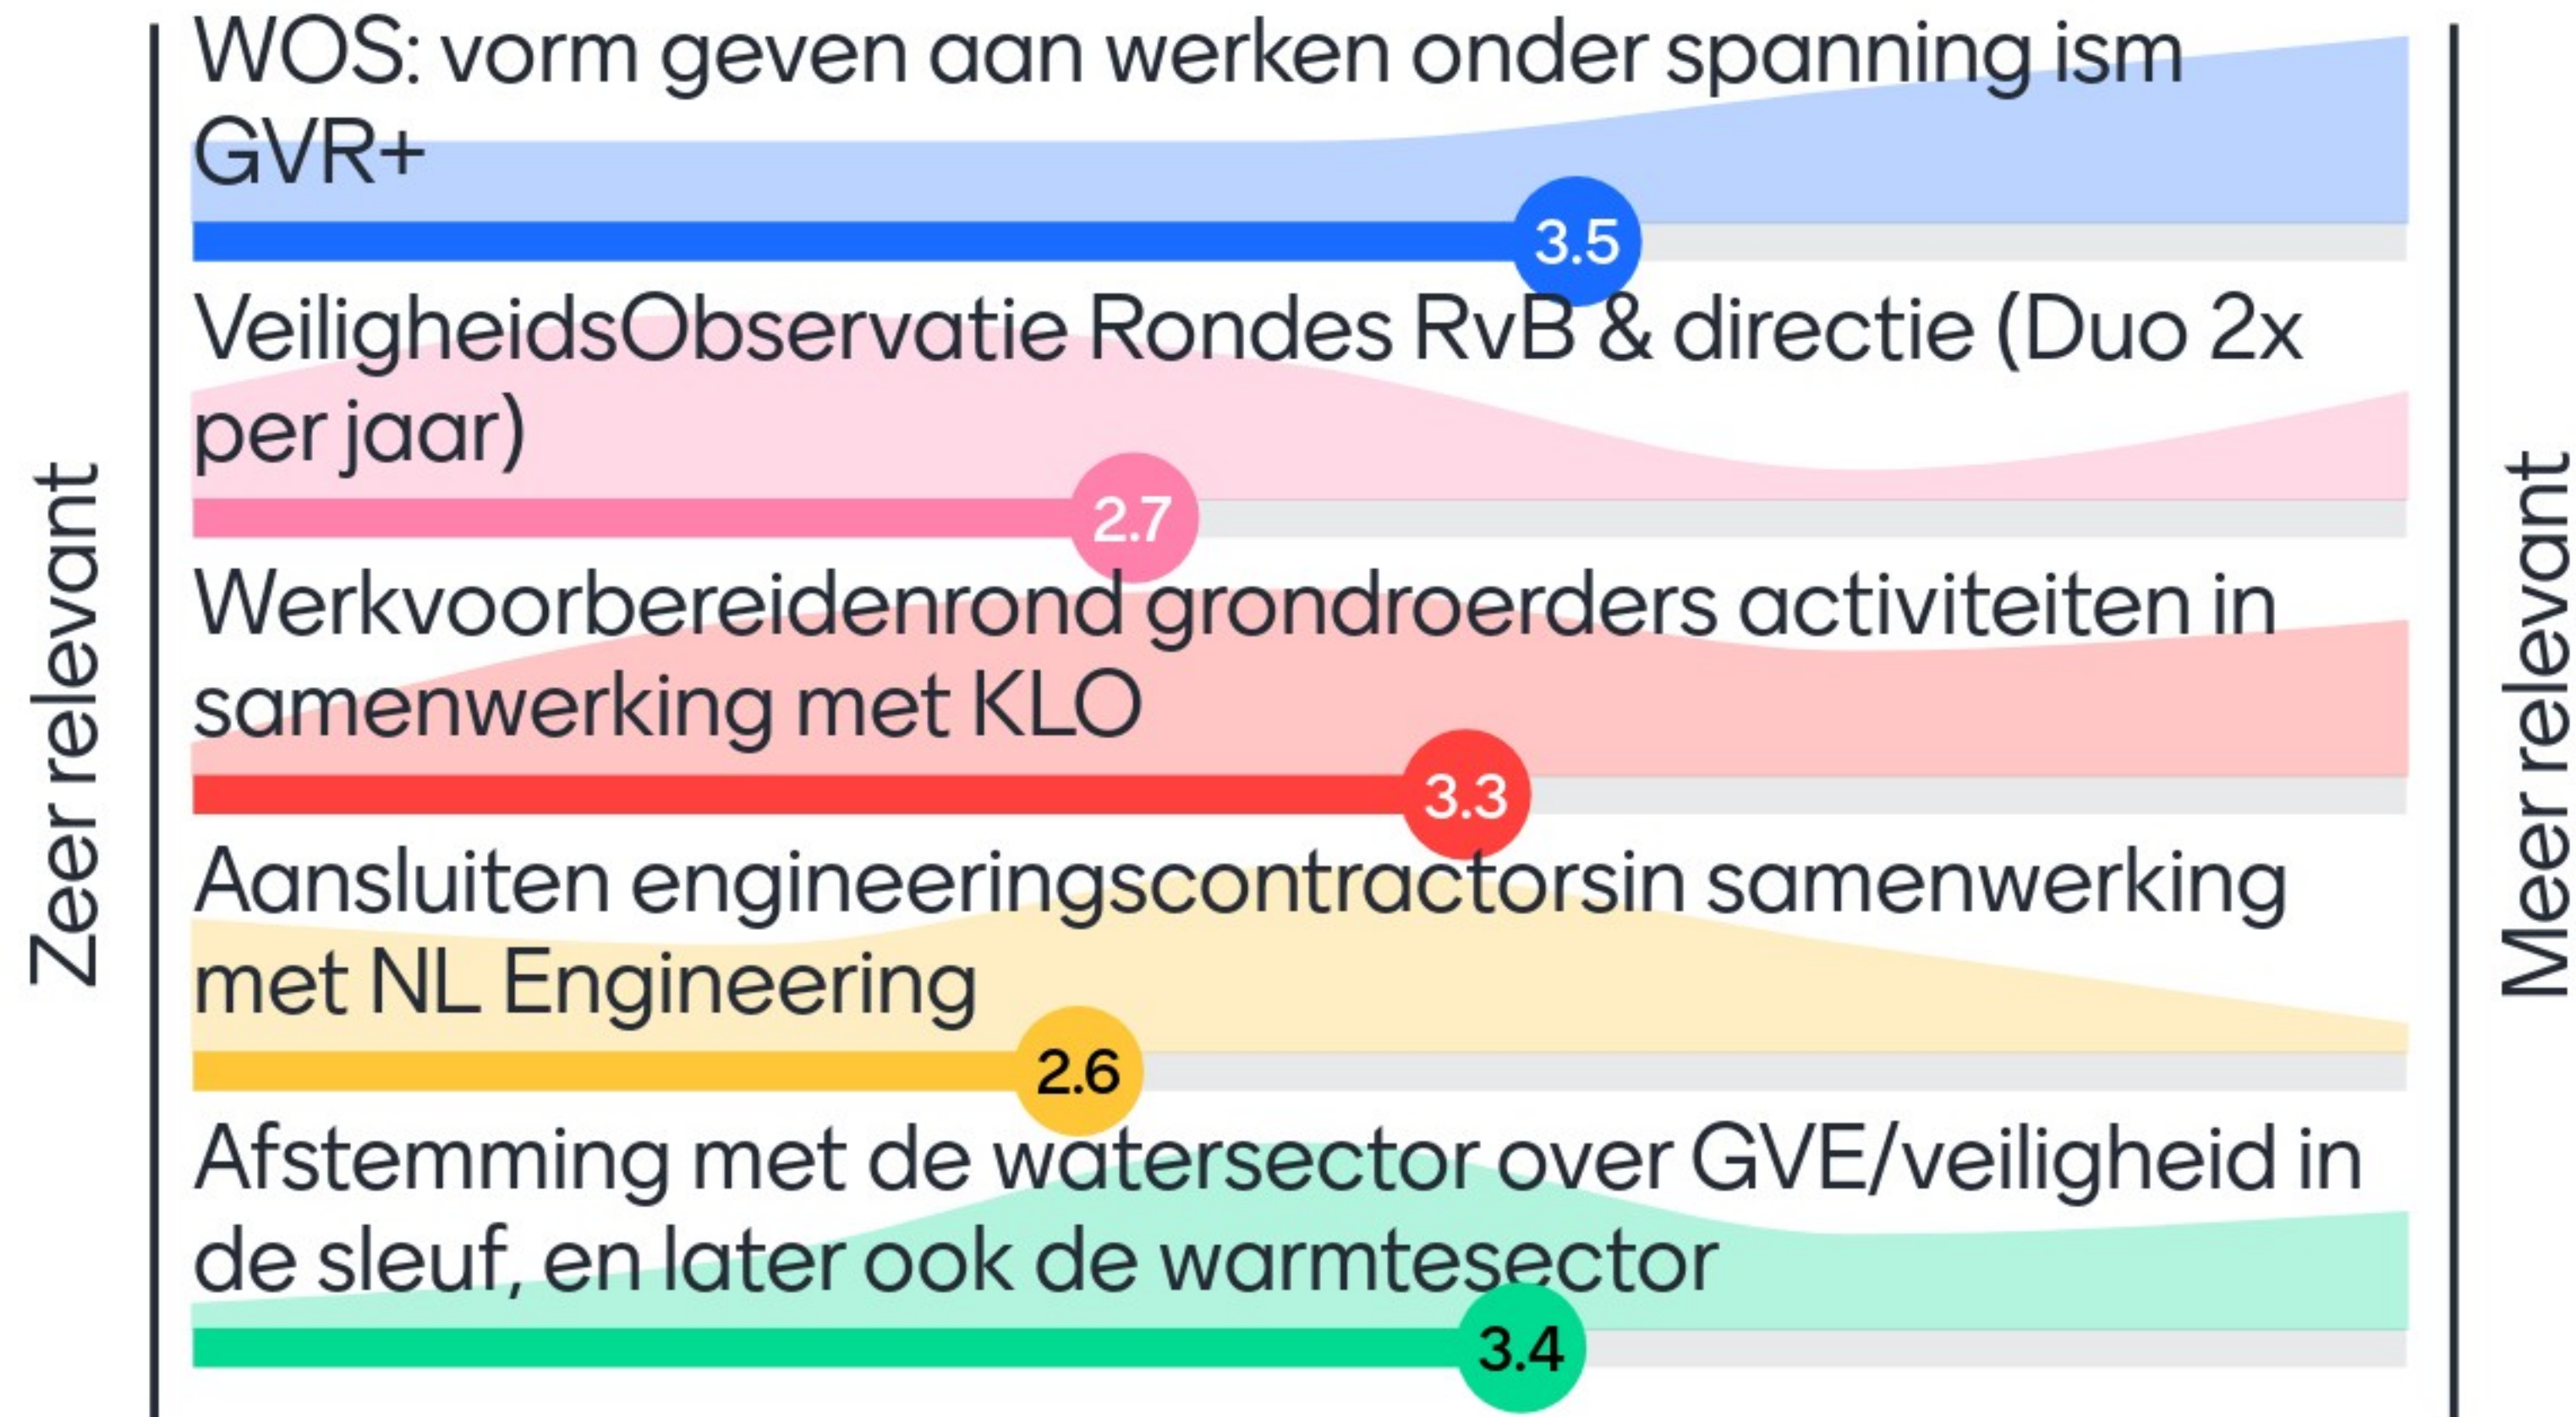 Zeer relevant
WOS: vorm geven aan werken onder spanning ism
GVR+
3.5
VeiligheidsObservatie Rondes RvB & directie (Duo 2x
per jaar)
2.7
Werkvoorbereidenrond grondroerders activiteiten in
samenwerking met KLO
3.3
Aansluiten engineeringscontractorsin samenwerking
met NL Engineering
2.6
Afstemming met de watersector over GVE/veiligheid in
de sleuf, en later ook de warmtesector
3.4
Meer relevant